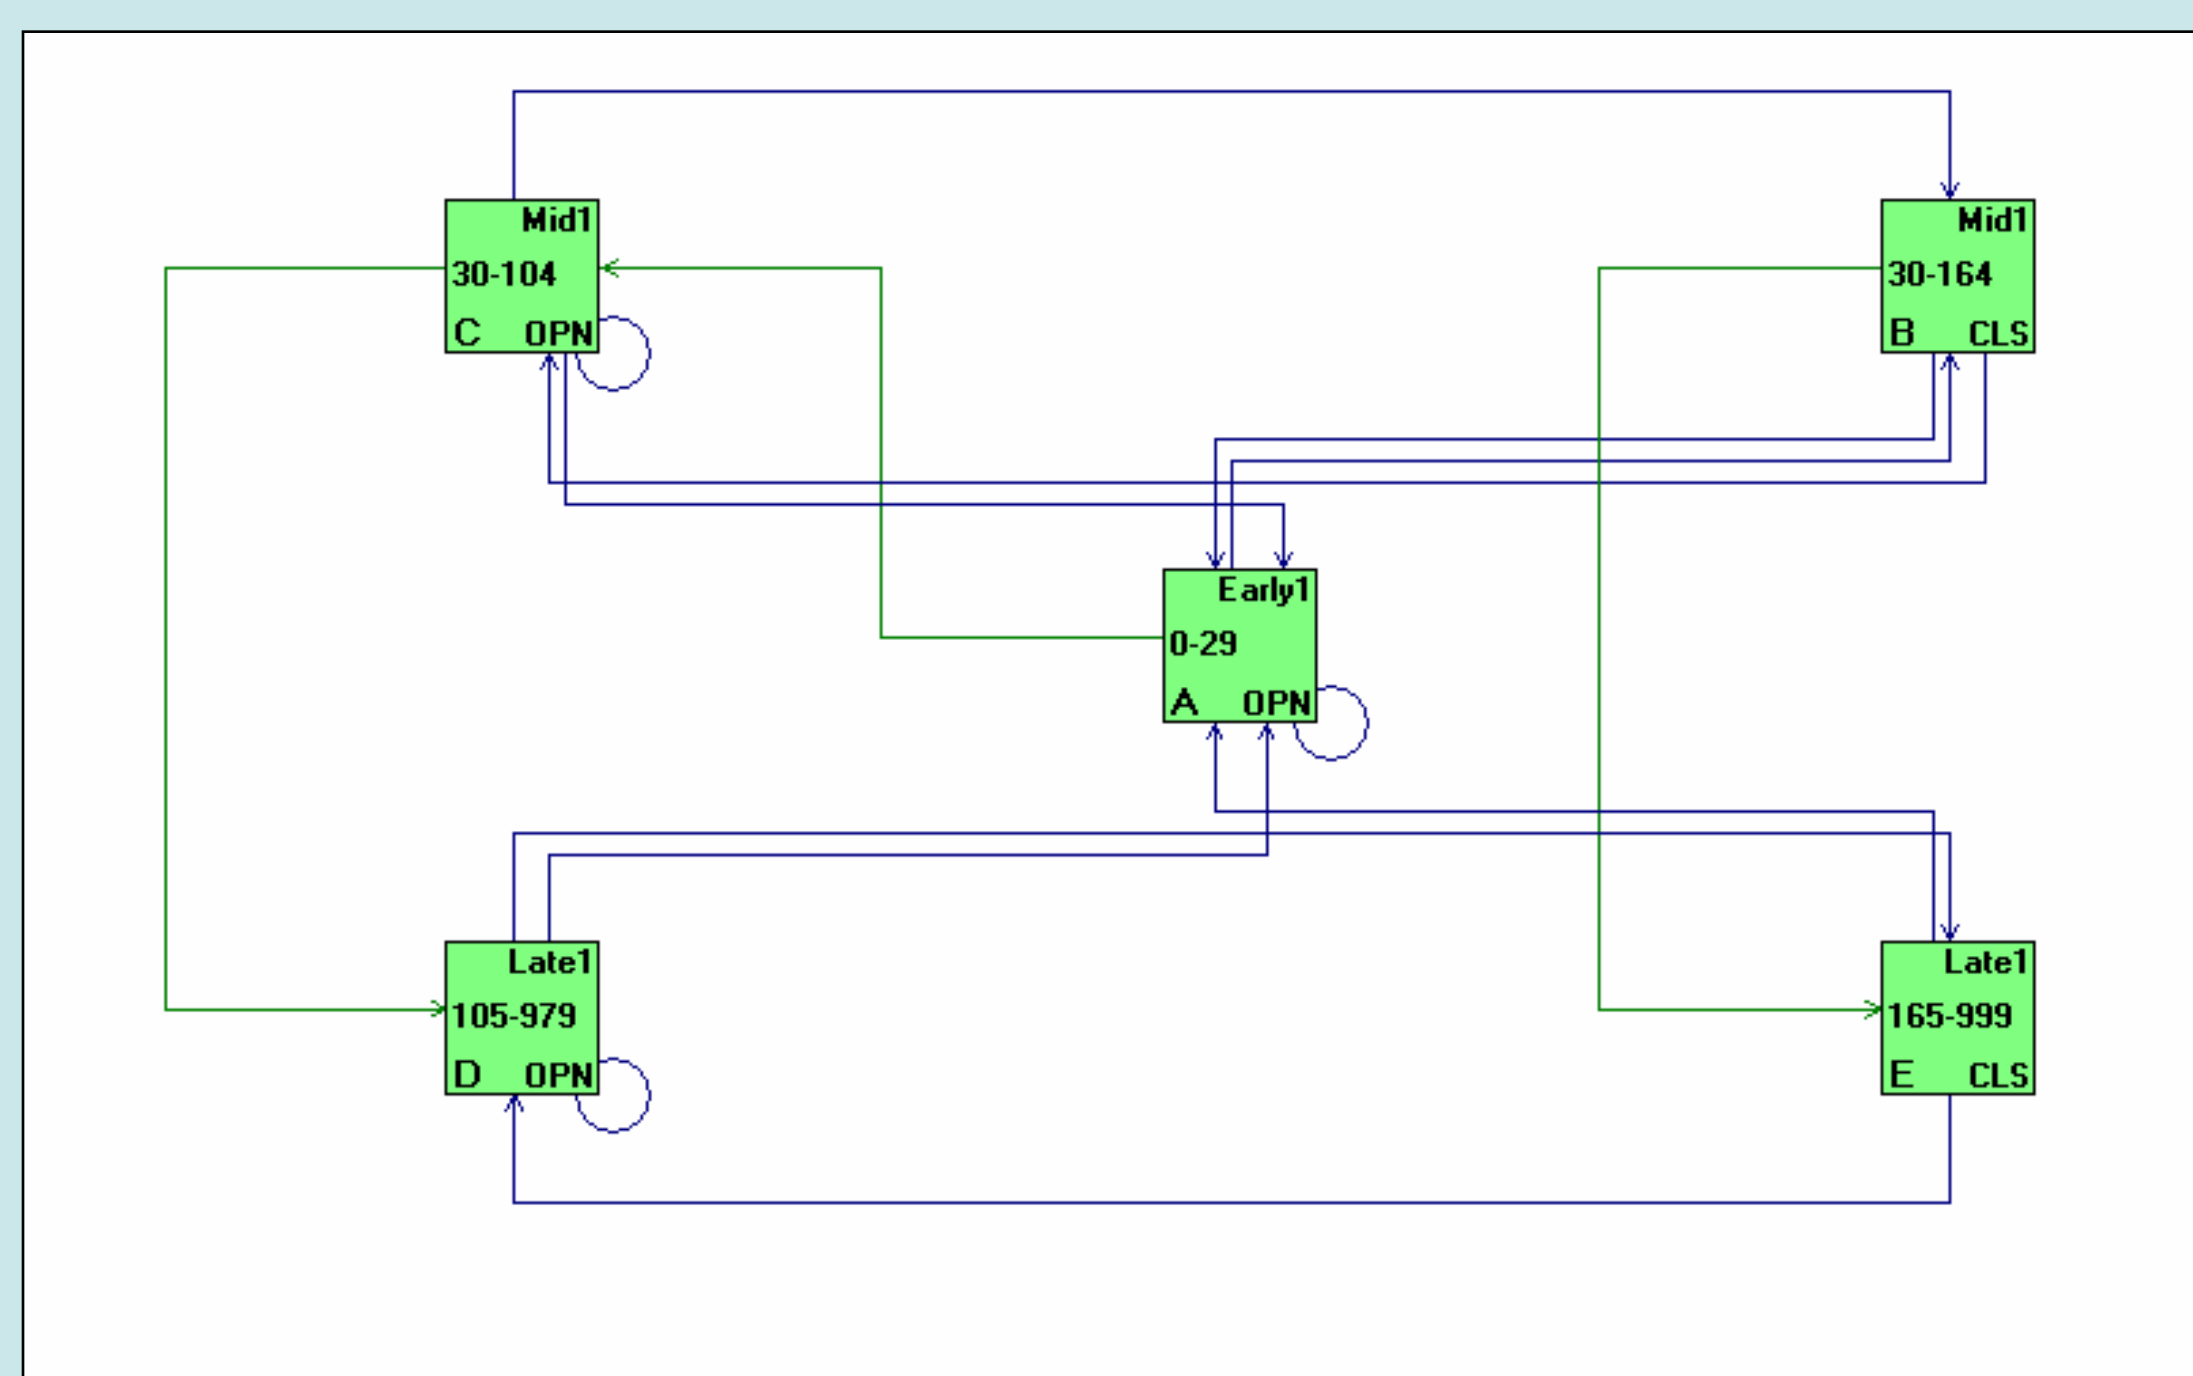 Mid1
30-104
C OPN
Mid1
30-164
B CLS
Early1
0-29
A OPN
Late1
105-979
D OPN
Late1
165-999
E CLS